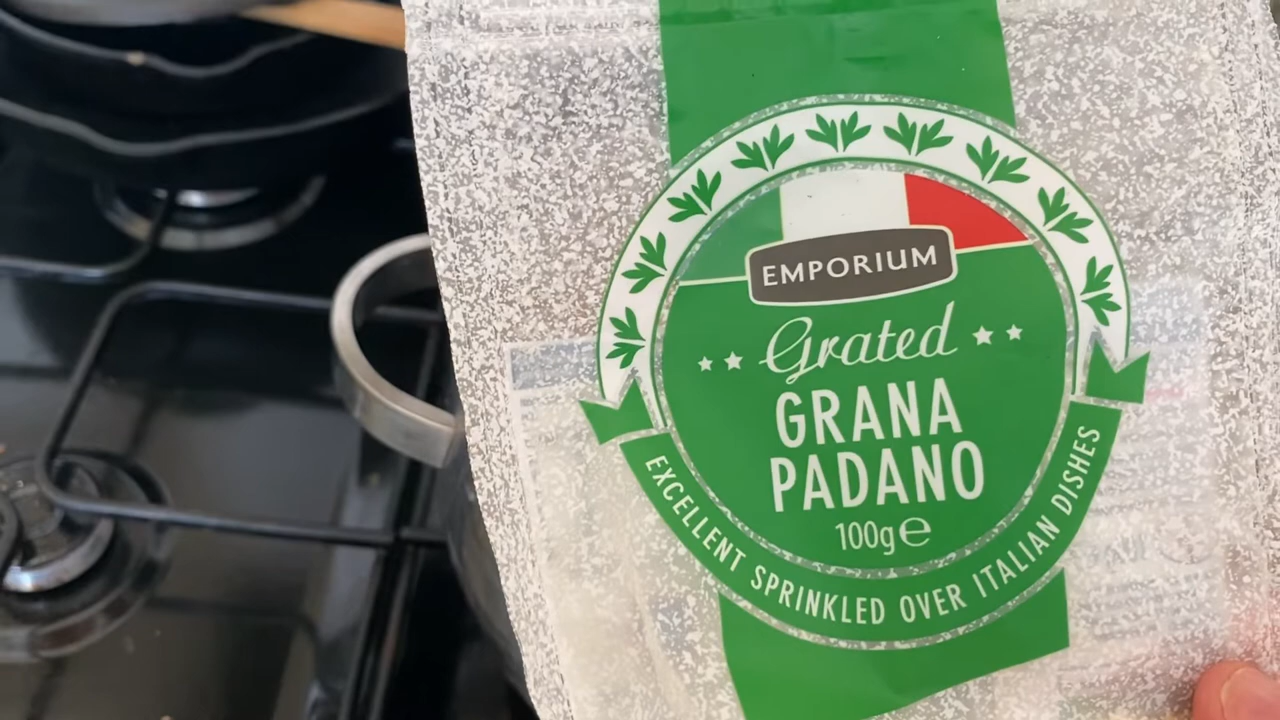 EMPORIUM
Grated
GRANA
PADANO
100g℮
EXCELLENT SPRINKLED OVER ITALIAN DISHES